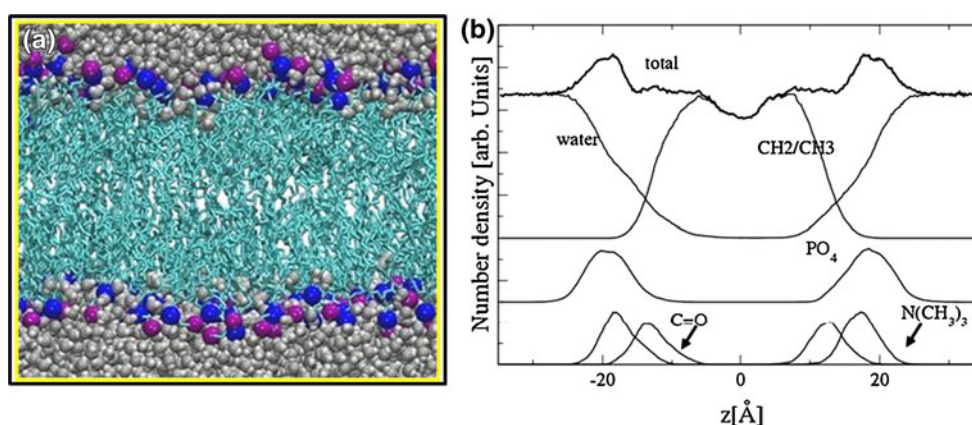 (a)
(b)
Number density [arb. Units]
total
water
CH2/CH3
PO4
C=O
N(CH3)3
-20 0 20
z[Å]